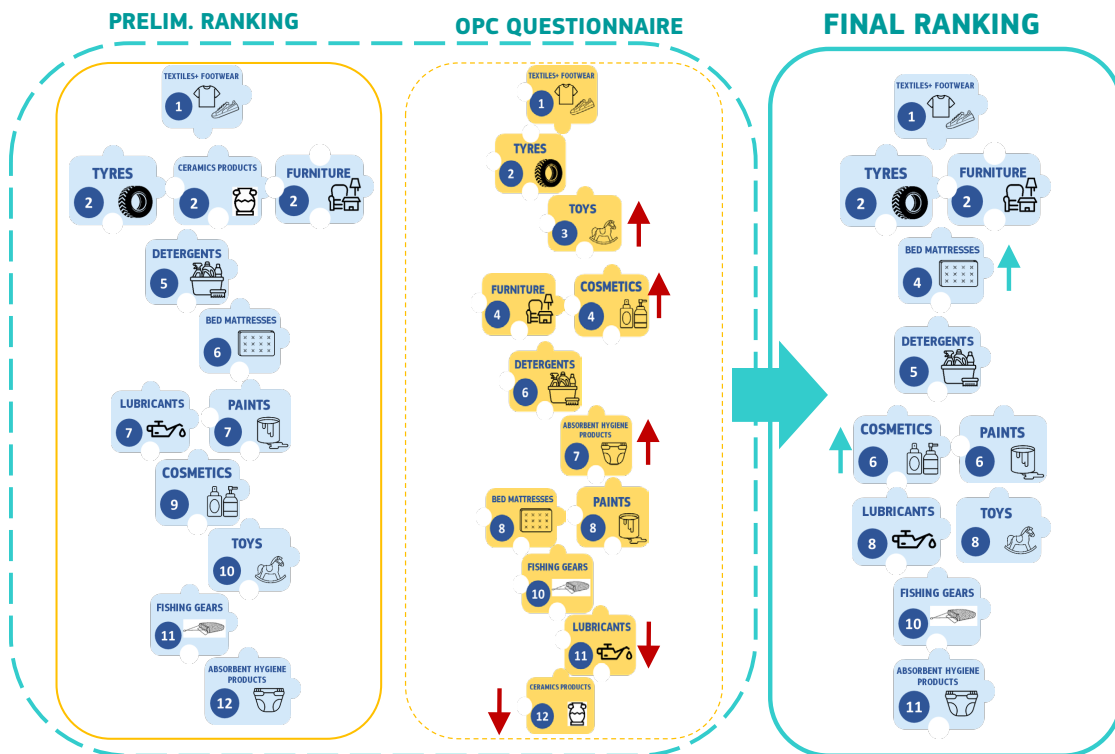 PRELIM. RANKING
TEXTILES+ FOOTWEAR
1
TYRES
2
CERAMICS PRODUCTS
2
FURNITURE
2
DETERGENTS
5
BED MATTRESSES
6
LUBRICANTS
7
PAINTS
7
COSMETICS
9
TOYS
10
FISHING GEARS
11
ABSORBENT HYGIENE
PRODUCTS
12
OPC QUESTIONNAIRE
TEXTILES+ FOOTWEAR
1
TYRES
2
TOYS
3
FURNITURE
4
COSMETICS
4
DETERGENTS
6
ABSORBENT HYGIENE
PRODUCTS
7
BED MATTRESSES
8
PAINTS
8
FISHING GEARS
10
LUBRICANTS
11
CERAMICS PRODUCTS
12
FINAL RANKING
TEXTILES+ FOOTWEAR
1
TYRES
2
FURNITURE
2
BED MATTRESSES
4
DETERGENTS
5
COSMETICS
6
PAINTS
6
LUBRICANTS
8
TOYS
8
FISHING GEARS
10
ABSORBENT HYGIENE
PRODUCTS
11